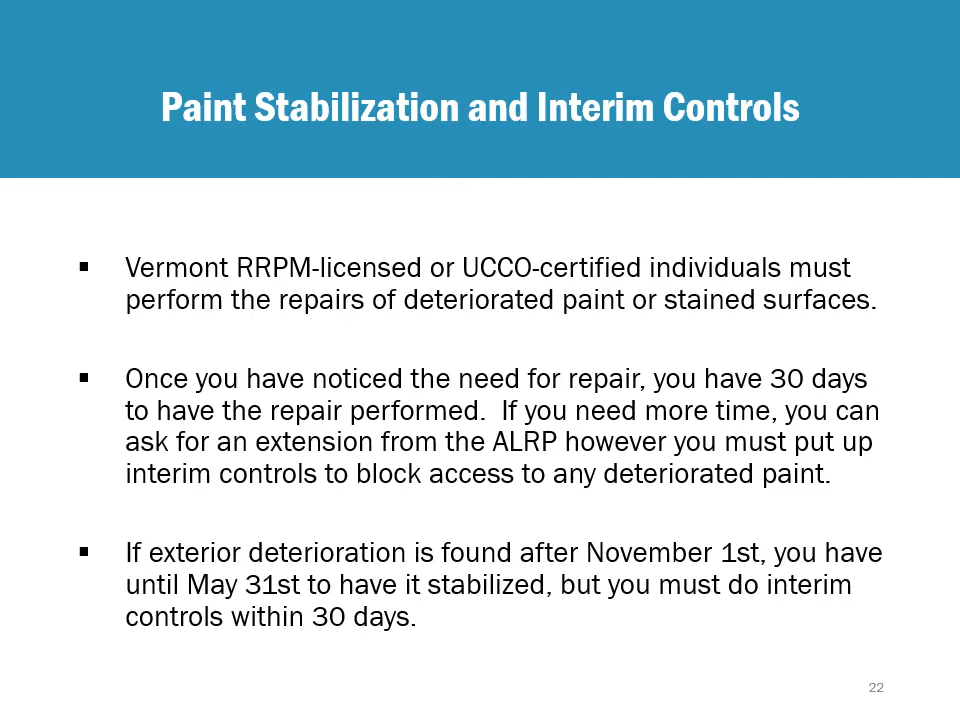 Paint Stabilization and Interim Controls
▪ Vermont RRPM-licensed or UCCO-certified individuals must
perform the repairs of deteriorated paint or stained surfaces.
▪ Once you have noticed the need for repair, you have 30 days
to have the repair performed.  If you need more time, you can
ask for an extension from the ALRP however you must put up
interim controls to block access to any deteriorated paint.
▪ If exterior deterioration is found after November 1st, you have
until May 31st to have it stabilized, but you must do interim
controls within 30 days.
22